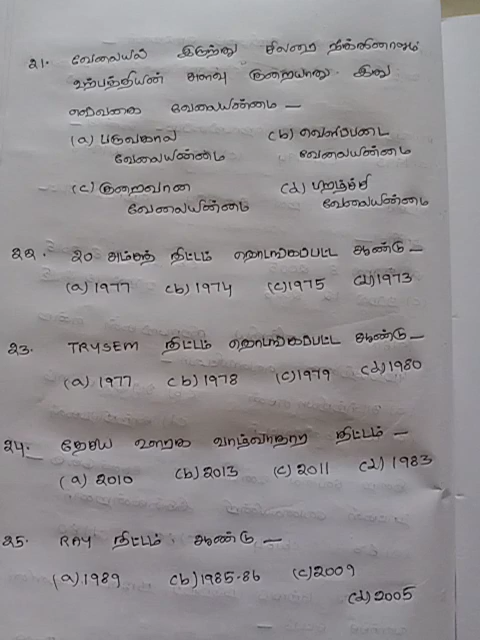 21. வேலையில் இருந்து சிலரை நீக்கினாலும்
உற்பத்தியின் அளவு குறையாது. இது
எவ்வகை வேலையின்மை —
(a) பருவகால வேலையின்மை (b) வெளிப்படை வேலையின்மை
(c) குறைவான வேலையின்மை (d) மறைமுக வேலையின்மை
22. 20 அம்சத் திட்டம் தொடங்கப்பட்ட ஆண்டு —
(a) 1977 (b) 1974 (c) 1975 (d) 1973
23. TRYSEM திட்டம் தொடங்கப்பட்ட ஆண்டு —
(a) 1977 (b) 1978 (c) 1979 (d) 1980
24. தேசிய ஊரக வாழ்வாதார திட்டம் —
(a) 2010 (b) 2013 (c) 2011 (d) 1983
25. RAY திட்டம் ஆண்டு —
(a) 1989 (b) 1985-86 (c) 2009
(d) 2005